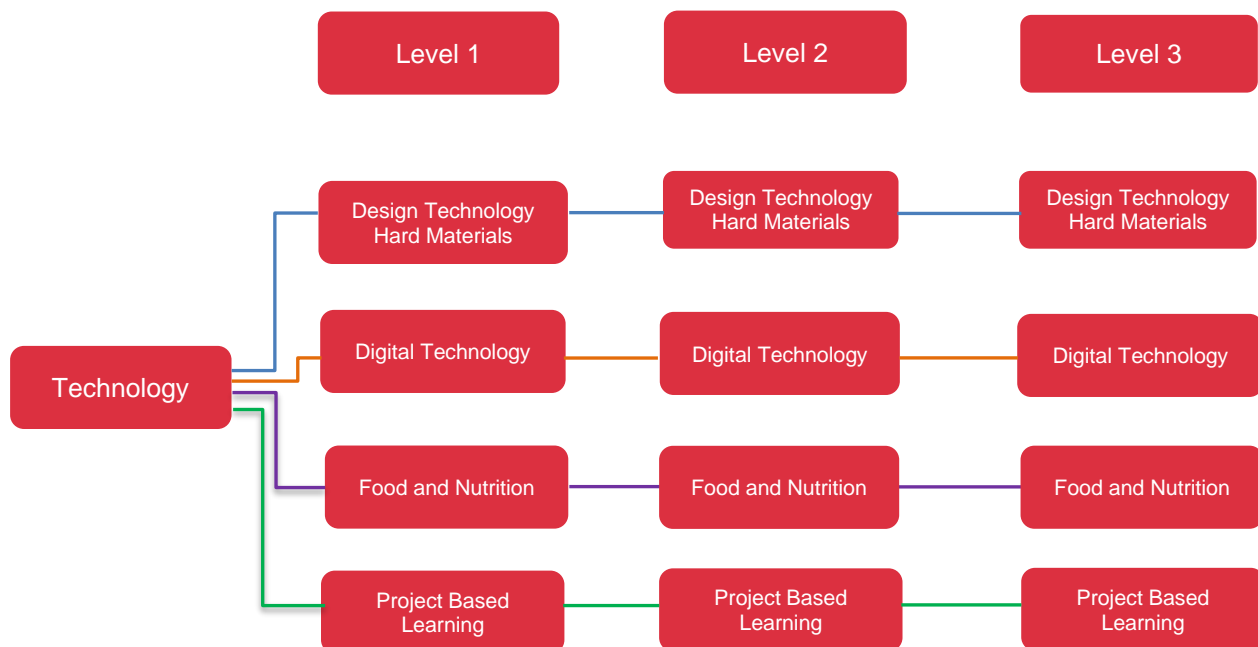 Level 1
Level 2
Level 3
Design Technology
Hard Materials
Design Technology
Hard Materials
Design Technology
Hard Materials
Technology
Digital Technology
Digital Technology
Digital Technology
Food and Nutrition
Food and Nutrition
Food and Nutrition
Project Based
Learning
Project Based
Learning
Project Based
Learning